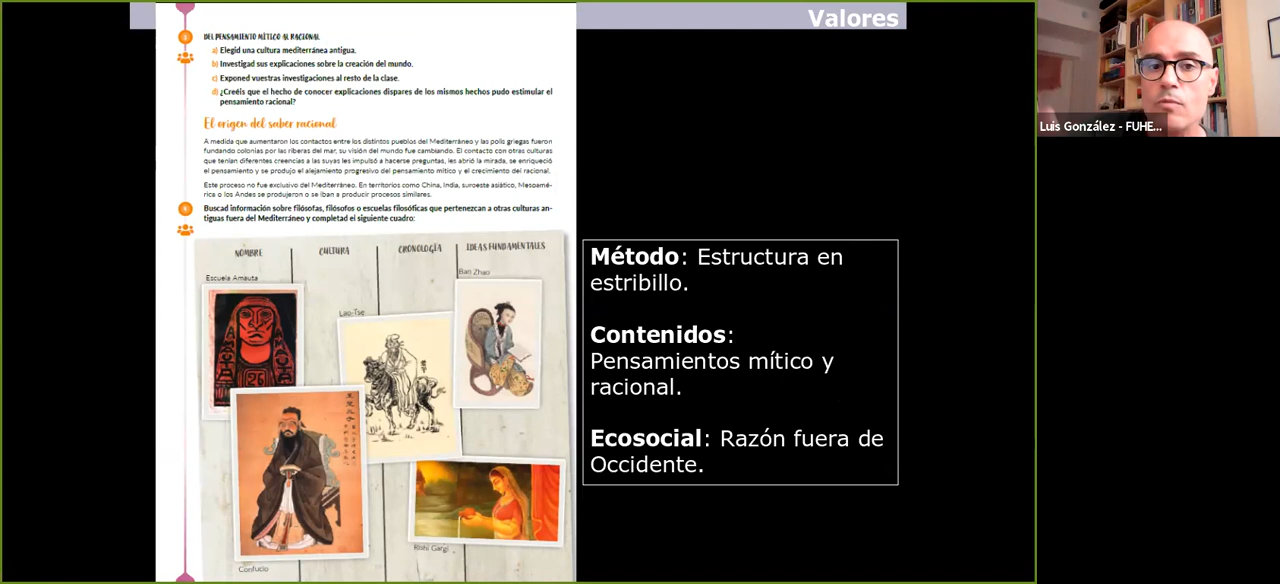 Valores
DEL PENSAMIENTO MÍTICO AL RACIONAL
a) Elegid una cultura mediterránea antigua.
b) Investigad sus explicaciones sobre la creación del mundo.
c) Exponed vuestras investigaciones al resto de la clase.
d) ¿Creéis que el hecho de conocer explicaciones dispares de los mismos hechos pudo estimular el
pensamiento racional?
El origen del saber racional
A medida que aumentaron los contactos entre los distintos pueblos del Mediterráneo y las polis griegas fueron
fundando colonias por las riberas del mar, su visión del mundo fue cambiando. El contacto con otras culturas
que tenían diferentes creencias a las suyas les impulsó a hacerse preguntas, les abrió la mirada, se enriqueció
el pensamiento y se produjo el alejamiento progresivo del pensamiento mítico y el crecimiento del racional.
Este proceso no fue exclusivo del Mediterráneo. En territorios como China, India, suroeste asiático, Mesoamé-
rica o los Andes se produjeron o se iban a producir procesos similares.
Buscad información sobre filósofas, filósofos o escuelas filosóficas que pertenezcan a otras culturas an-
tiguas fuera del Mediterráneo y completad el siguiente cuadro:
NOMBRE CULTURA CRONOLOGÍA IDEAS FUNDAMENTALES
Escuela Amauta
Ban Zhao
Lao-Tse
Rishi Gargi
Confucio
Método: Estructura en
estribillo.
Contenidos:
Pensamientos mítico y
racional.
Ecosocial: Razón fuera de
Occidente.
Luis González - FUHE...